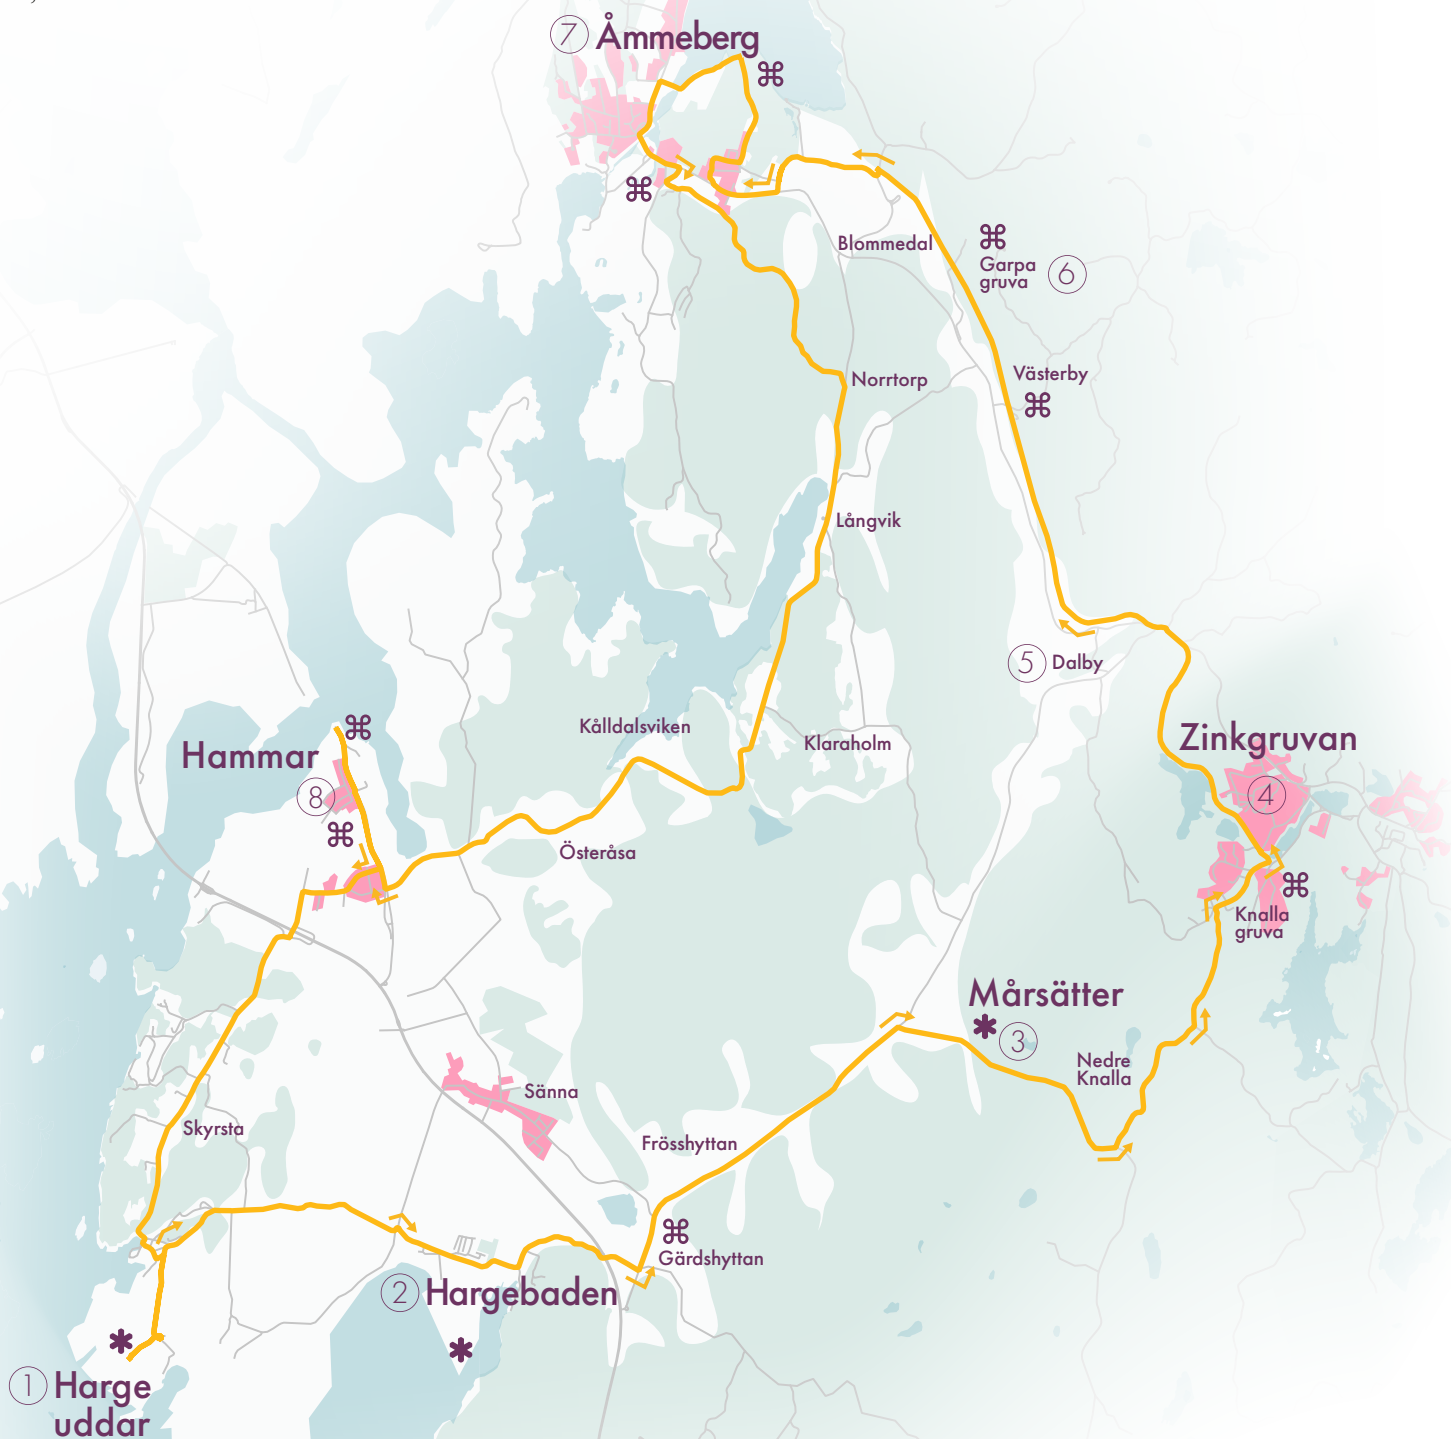 7 Åmmeberg
Blommedal
Garpa
gruva
6
Västerby
Norrtorp
Långvik
5 Dalby
Kålldalsviken
Klaraholm
Hammar
8
Zinkgruvan
4
Österåsa
Knalla
gruva
Mårsätter
3
Nedre
Knalla
Sänna
Skyrsta
Frösshyttan
Gärdshyttan
2 Hargebaden
1 Harge
uddar